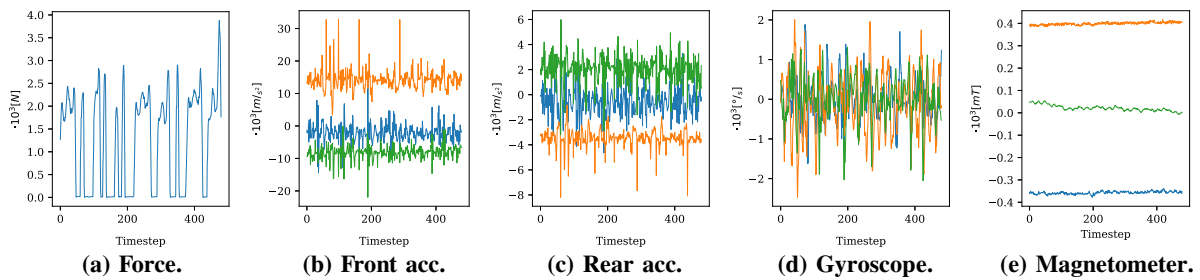 4.0
3.5
3.0
2.5
2.0
1.5
1.0
0.5
0.0
·10³[N]
0 200 400
Timestep
(a) Force.
30
20
10
0
−10
−20
·10³[m/s²]
0 200 400
Timestep
(b) Front acc.
6
4
2
0
−2
−4
−6
−8
·10³[m/s²]
0 200 400
Timestep
(c) Rear acc.
2
1
0
−1
−2
·10³[°/s]
0 200 400
Timestep
(d) Gyroscope.
0.4
0.3
0.2
0.1
0.0
−0.1
−0.2
−0.3
−0.4
·10³[mT]
0 200 400
Timestep
(e) Magnetometer.